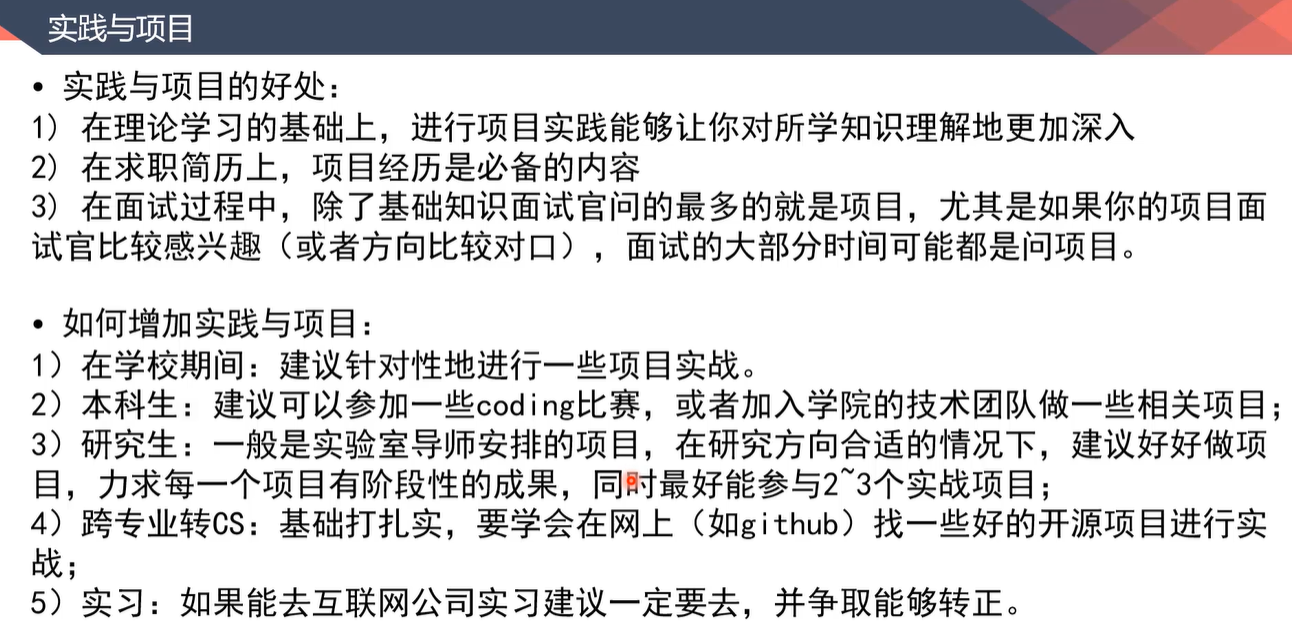 实践与项目
• 实践与项目的好处：
1) 在理论学习的基础上，进行项目实践能够让你对所学知识理解地更加深入
2) 在求职简历上，项目经历是必备的内容
3) 在面试过程中，除了基础知识面试官问的最多的就是项目，尤其是如果你的项目面
试官比较感兴趣（或者方向比较对口），面试的大部分时间可能都是问项目。
• 如何增加实践与项目：
1）在学校期间：建议针对性地进行一些项目实战。
2）本科生：建议可以参加一些coding比赛，或者加入学院的技术团队做一些相关项目；
3）研究生：一般是实验室导师安排的项目，在研究方向合适的情况下，建议好好做项
目，力求每一个项目有阶段性的成果，同时最好能参与2~3个实战项目；
4）跨专业转CS：基础打扎实，要学会在网上（如github）找一些好的开源项目进行实
战；
5）实习：如果能去互联网公司实习建议一定要去，并争取能够转正。